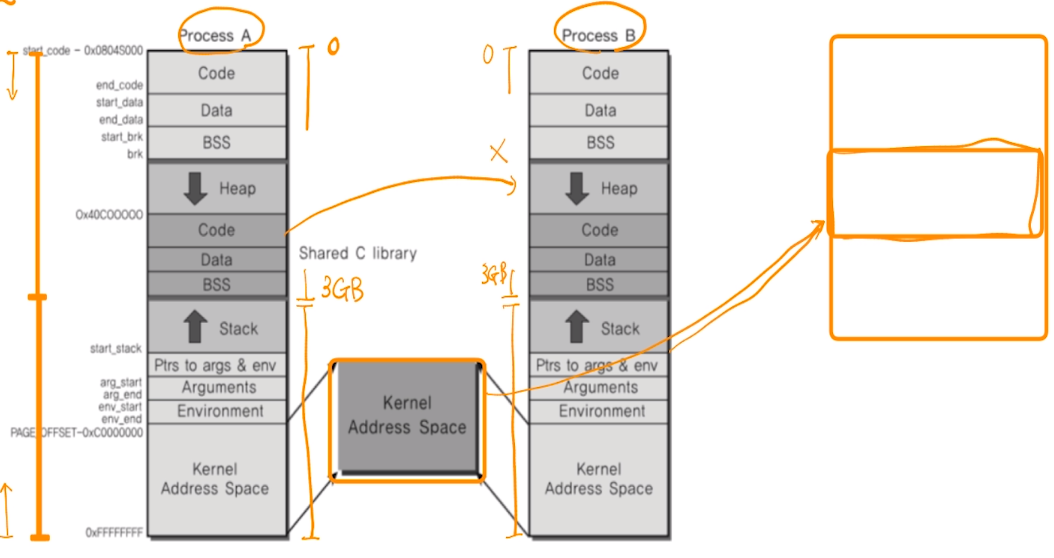 Process A
Process B
start_code - 0x0804S000
0
0
Code
Code
end_code
start_data
Data
Data
end_data
start_brk
BSS
BSS
brk
X
Heap
Heap
0x40C00000
Code
Code
Shared C library
Data
Data
BSS
BSS
3GB
3GB
Stack
Stack
start_stack
Ptrs to args & env
Ptrs to args & env
arg_start
Arguments
Arguments
arg_end
env_start
Environment
Environment
env_end
Kernel
Address Space
PAGE_OFFSET-0xC0000000
Kernel
Address Space
Kernel
Address Space
0xFFFFFFFF